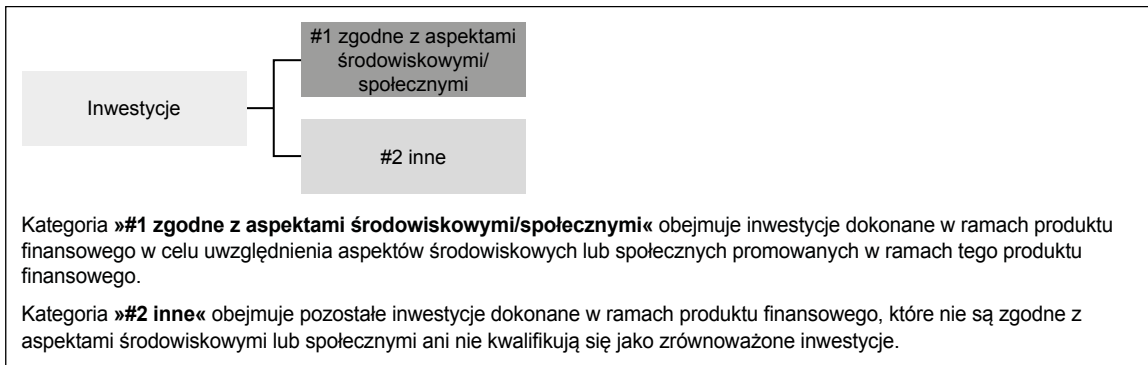 #1 zgodne z aspektami
środowiskowymi/
społecznymi
Inwestycje
#2 inne
Kategoria »#1 zgodne z aspektami środowiskowymi/społecznymi« obejmuje inwestycje dokonane w ramach produktu
finansowego w celu uwzględnienia aspektów środowiskowych lub społecznych promowanych w ramach tego produktu
finansowego.
Kategoria »#2 inne« obejmuje pozostałe inwestycje dokonane w ramach produktu finansowego, które nie są zgodne z
aspektami środowiskowymi lub społecznymi ani nie kwalifikują się jako zrównoważone inwestycje.